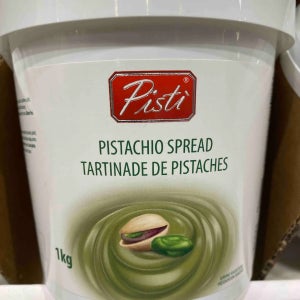 Pistì®
PISTACHIO SPREAD
TARTINADE DE PISTACHES
1kg